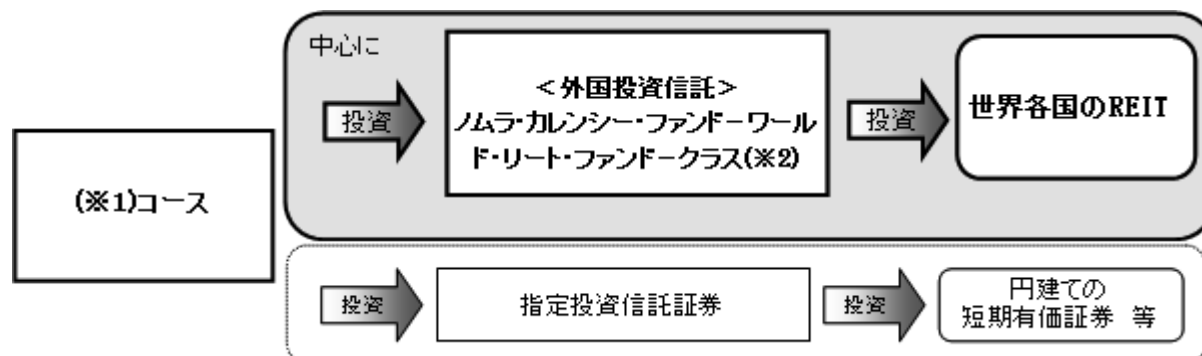 中心に
投資
＜外国投資信託＞
ノムラ・カレンシー・ファンド－ワール
ド・リート・ファンド－クラス(※2)
投資
世界各国のREIT
(※1)コース
投資
指定投資信託証券
投資
円建ての
短期有価証券 等